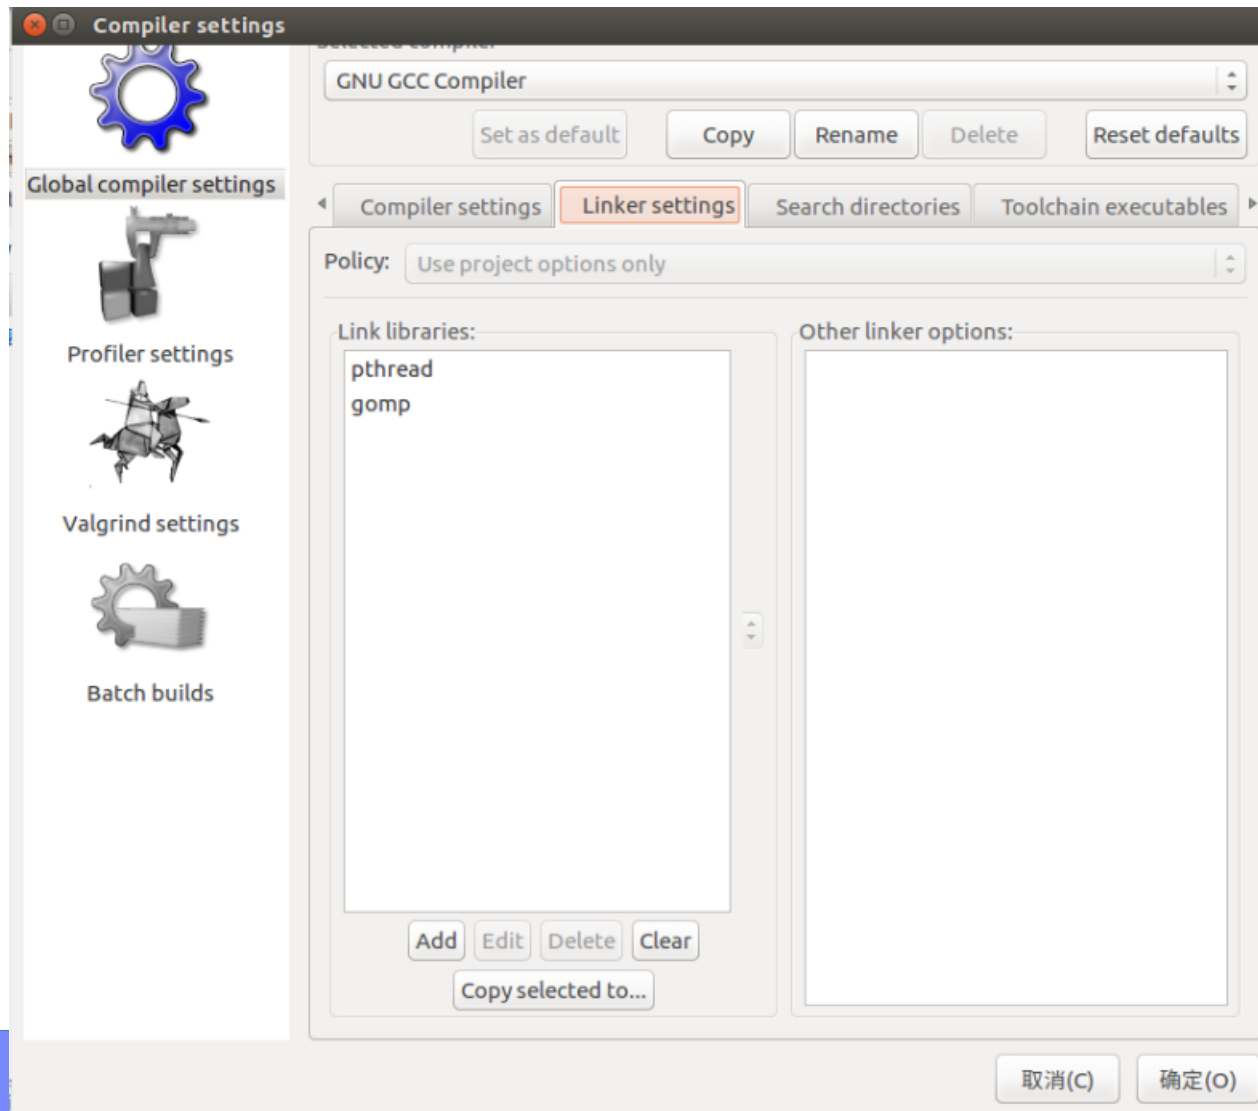 Compiler settings
Selected compiler
GNU GCC Compiler
Set as default
Copy
Rename
Delete
Reset defaults
Global compiler settings
Compiler settings
Linker settings
Search directories
Toolchain executables
Policy:
Use project options only
Profiler settings
Link libraries:
Other linker options:
pthread
gomp
Valgrind settings
Batch builds
Add
Edit
Delete
Clear
Copy selected to...
取消(C)
确定(O)